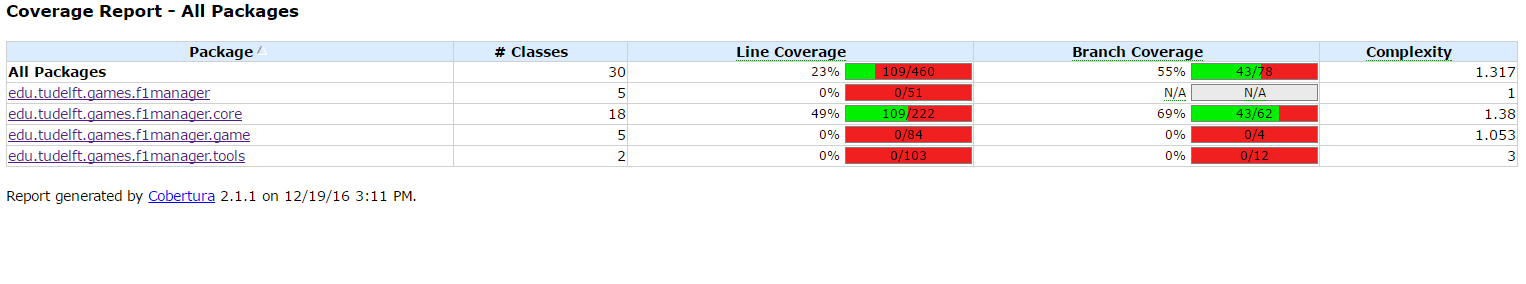 Coverage Report - All Packages
Package # Classes Line Coverage Branch Coverage Complexity
All Packages 30 23% 109/460 55% 43/78 1.317
edu.tudelft.games.f1manager 5 0% 0/51 N/A N/A 1
edu.tudelft.games.f1manager.core 18 49% 109/222 69% 43/62 1.38
edu.tudelft.games.f1manager.game 5 0% 0/84 0% 0/4 1.053
edu.tudelft.games.f1manager.tools 2 0% 0/103 0% 0/12 3
Report generated by Cobertura 2.1.1 on 12/19/16 3:11 PM.